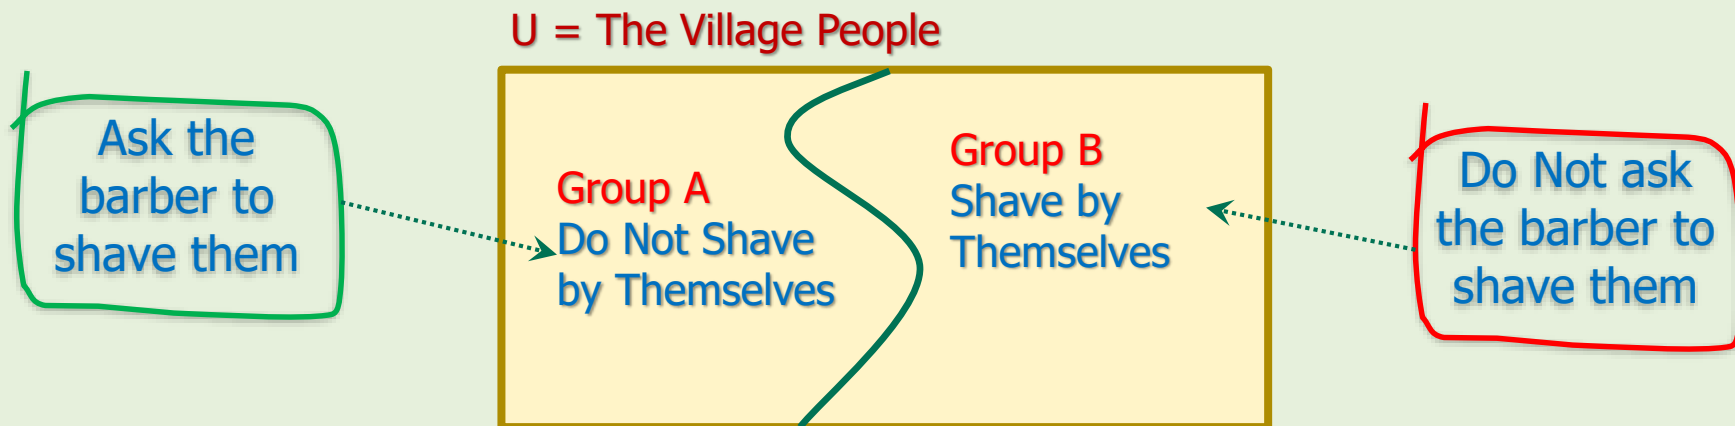 U = The Village People
Ask the
barber to
shave them
Group A
Do Not Shave
by Themselves
Group B
Shave by
Themselves
Do Not ask
the barber to
shave them